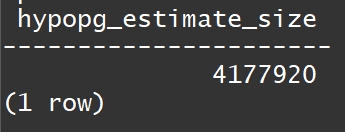 hypopg_estimate_size
----------------------
4177920
(1 row)